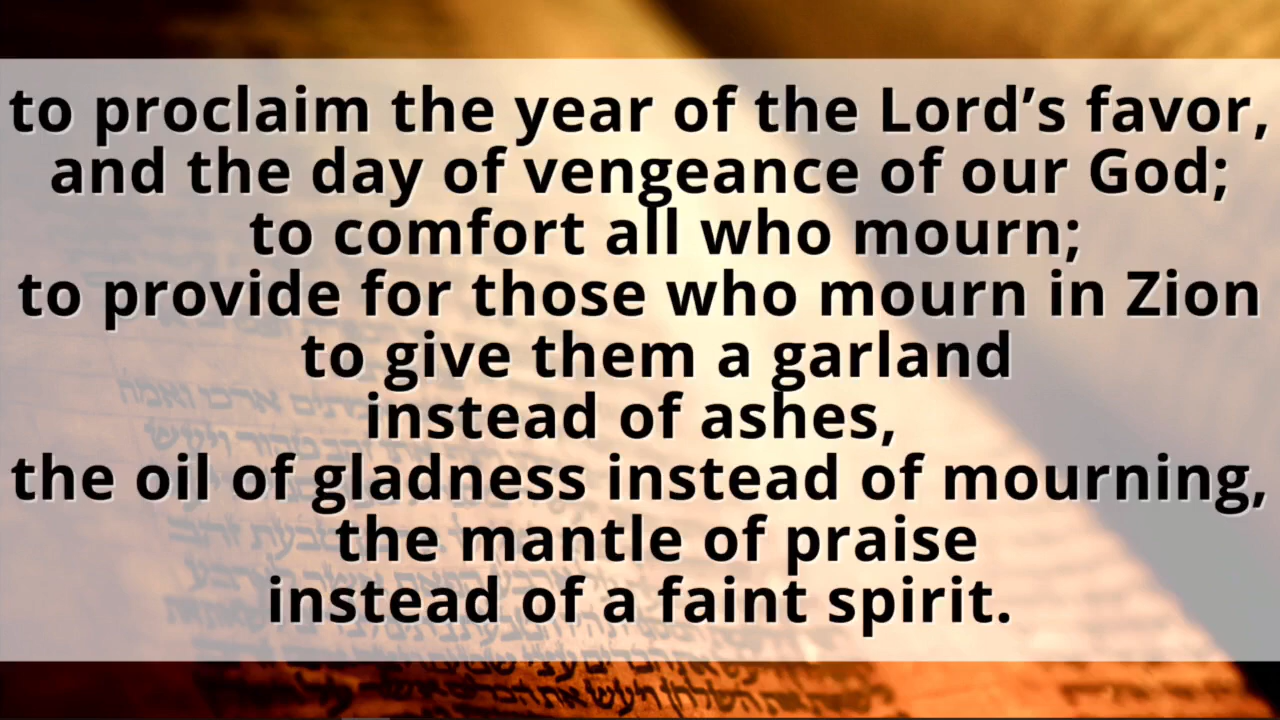 to proclaim the year of the Lord’s favor,
and the day of vengeance of our God;
to comfort all who mourn;
to provide for those who mourn in Zion
to give them a garland
instead of ashes,
the oil of gladness instead of mourning,
the mantle of praise
instead of a faint spirit.